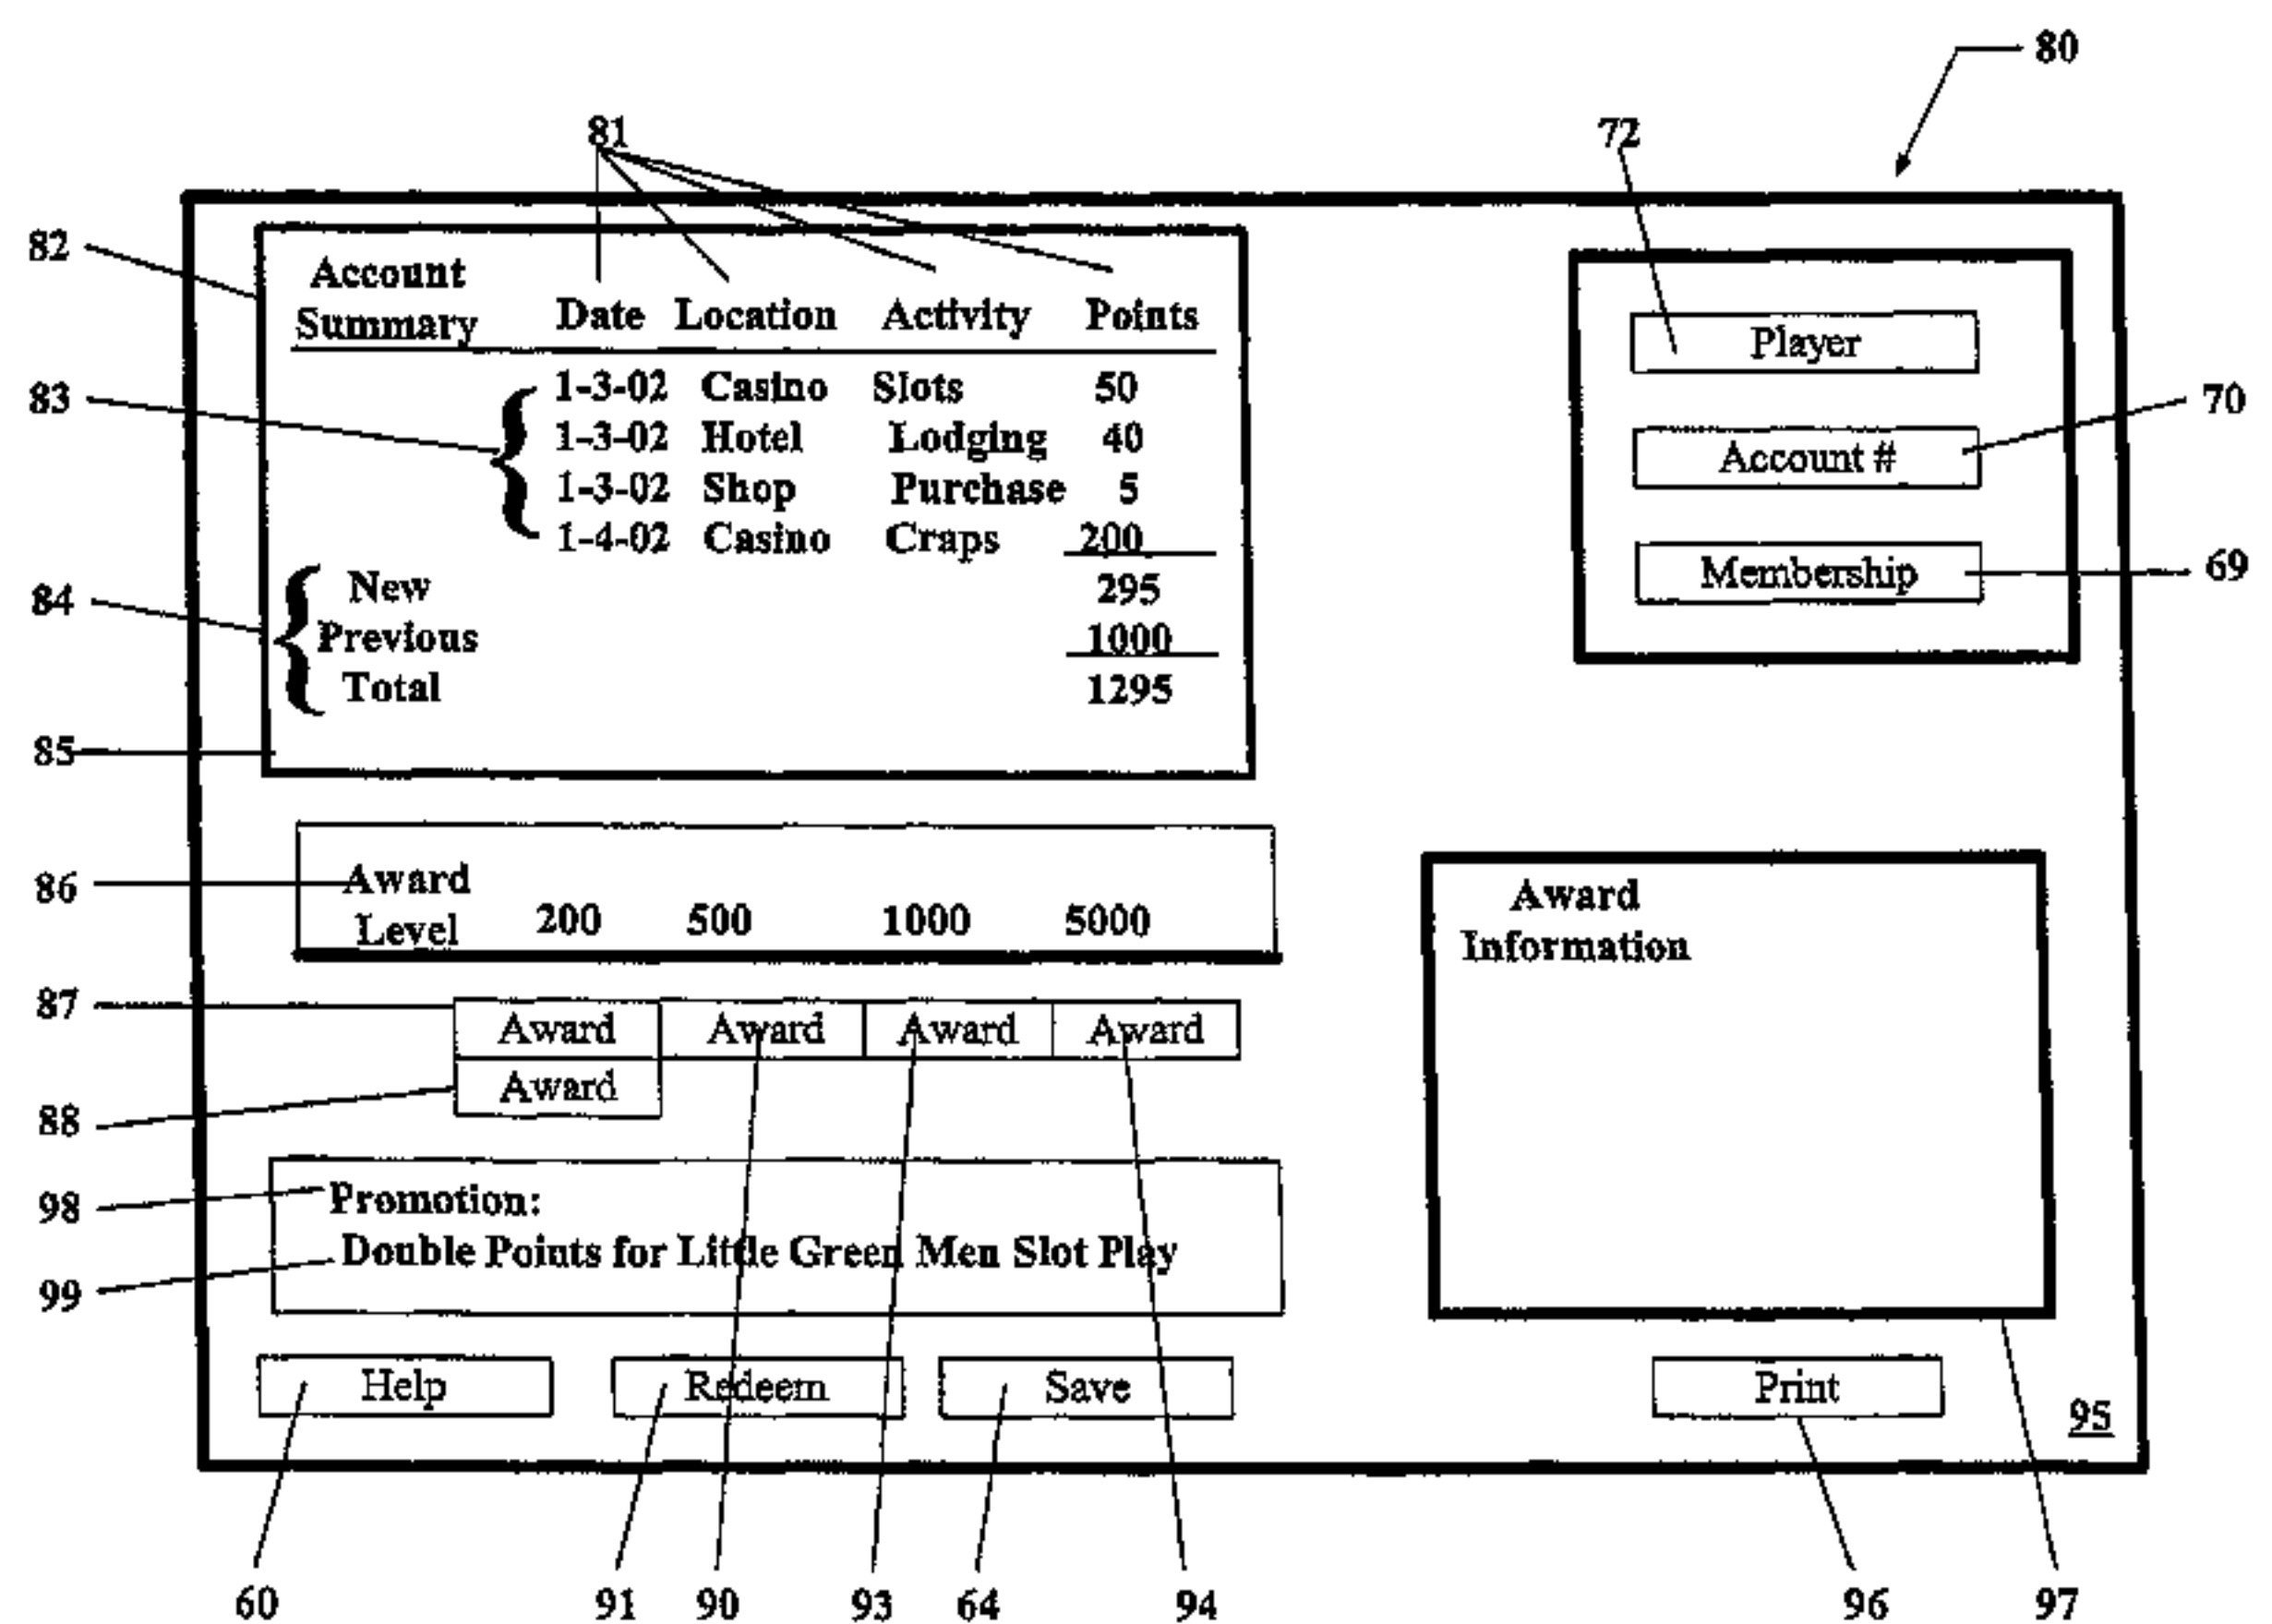 80
81
72
82
Account
Summary Date Location Activity Points
83
1-3-02 Casino Slots 50
1-3-02 Hotel Lodging 40
1-3-02 Shop Purchase 5
1-4-02 Casino Craps 200
84
New 295
Previous 1000
Total 1295
85
Player
70
Account #
69
Membership
86
Award
Level 200 500 1000 5000
87
Award Award Award Award
88
Award
98
Promotion:
99
Double Points for Little Green Men Slot Play
Award
Information
Help Redeem Save Print
95
60 91 90 93 64 94 96 97